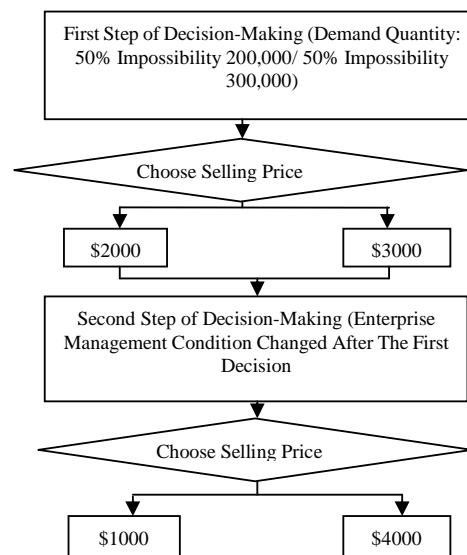 First Step of Decision-Making (Demand Quantity:
50% Impossibility 200,000/ 50% Impossibility
300,000)
Choose Selling Price
$2000
$3000
Second Step of Decision-Making (Enterprise
Management Condition Changed After The First
Decision
Choose Selling Price
$1000
$4000